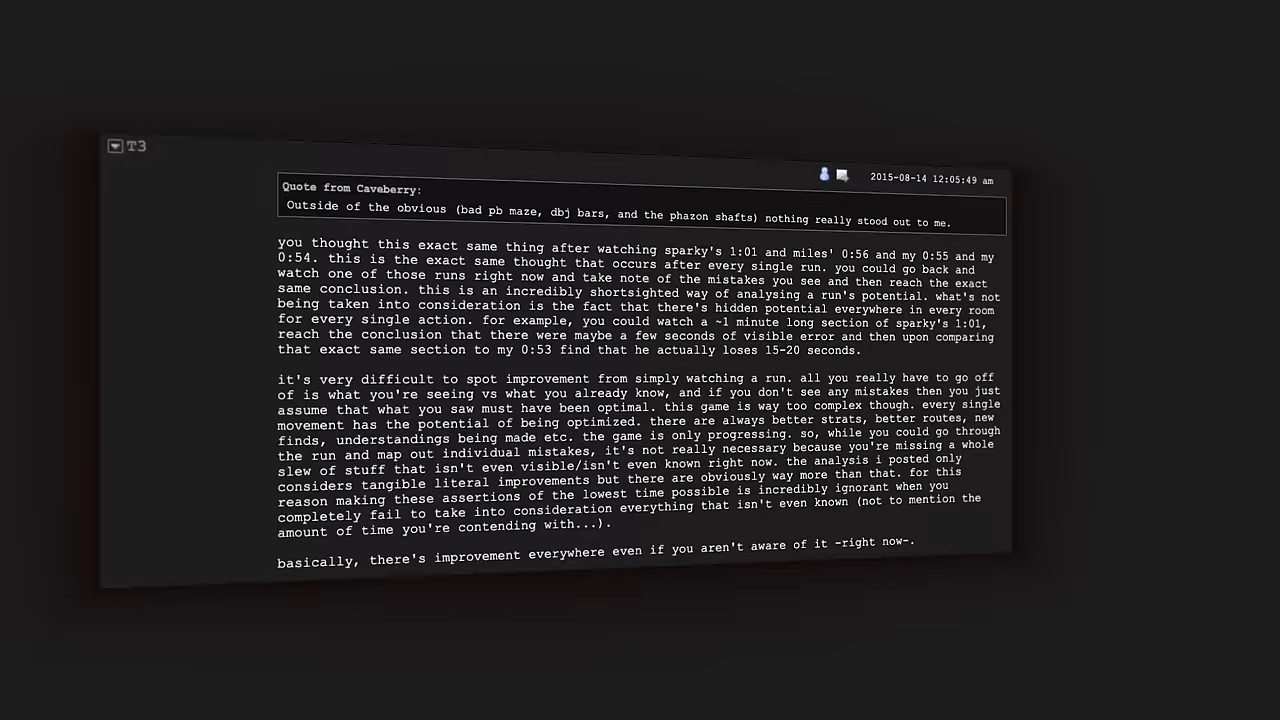 T3
2015-08-14 12:05:49 am
Quote from Caveberry:
Outside of the obvious (bad pb maze, dbj bars, and the phazon shafts) nothing really stood out to me.
you thought this exact same thing after watching sparky's 1:01 and miles' 0:56 and my 0:55 and my
0:54. this is the exact same thought that occurs after every single run. you could go back and
watch one of those runs right now and take note of the mistakes you see and then reach the exact
same conclusion. this is an incredibly shortsighted way of analysing a run's potential. what's not
being taken into consideration is the fact that there's hidden potential everywhere in every room
for every single action. for example, you could watch a ~1 minute long section of sparky's 1:01,
reach the conclusion that there were maybe a few seconds of visible error and then upon comparing
that exact same section to my 0:53 find that he actually loses 15-20 seconds.
it's very difficult to spot improvement from simply watching a run. all you really have to go off
of is what you're seeing vs what you already know, and if you don't see any mistakes then you just
assume that what you saw must have been optimal. this game is way too complex though. every single
movement has the potential of being optimized. there are always better strats, better routes, new
finds, understandings being made etc. the game is only progressing. so, while you could go through
the run and map out individual mistakes, it's not really necessary because you're missing a whole
slew of stuff that isn't even visible/isn't even known right now. the analysis i posted only
considers tangible literal improvements but there are obviously way more than that. for this
reason making these assertions of the lowest time possible is incredibly ignorant when you
completely fail to take into consideration everything that isn't even known (not to mention the
amount of time you're contending with...).
basically, there's improvement everywhere even if you aren't aware of it -right now-.